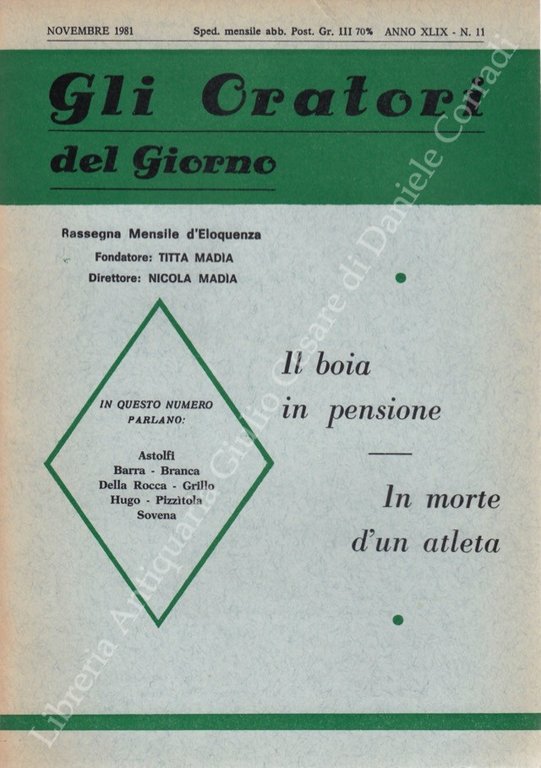 NOVEMBRE 1981 Sped. mensile abb. Post. Gr. III 70% ANNO XLIX - N. 11
Gli Oratori
del Giorno
Rassegna Mensile d'Eloquenza
Fondatore: TITTA MADIA
Direttore: NICOLA MADIA
IN QUESTO NUMERO
PARLANO:
Astolfi
Barra - Branca
Della Rocca - Grillo
Hugo - Pizzìtola
Sovena
Il boia
in pensione
In morte
d'un atleta
Libreria Antiquaria Giulio Cesare di Daniele Corradi